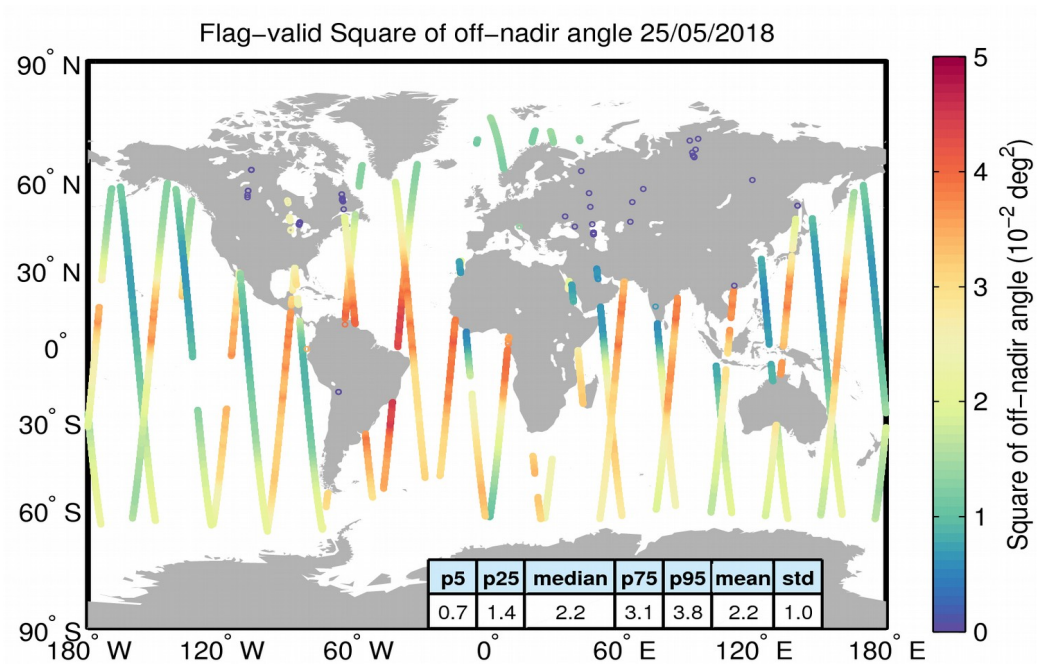 Flag−valid Square of off−nadir angle 25/05/2018
90° N
60° N
30° N
0°
30° S
60° S
90° S
180° W
120° W
60° W
0°
60° E
120° E
180° E
5
4
3
2
1
0
Square of off−nadir angle (10⁻² deg²)
p5 p25 median p75 p95 mean std
0.7 1.4 2.2 3.1 3.8 2.2 1.0